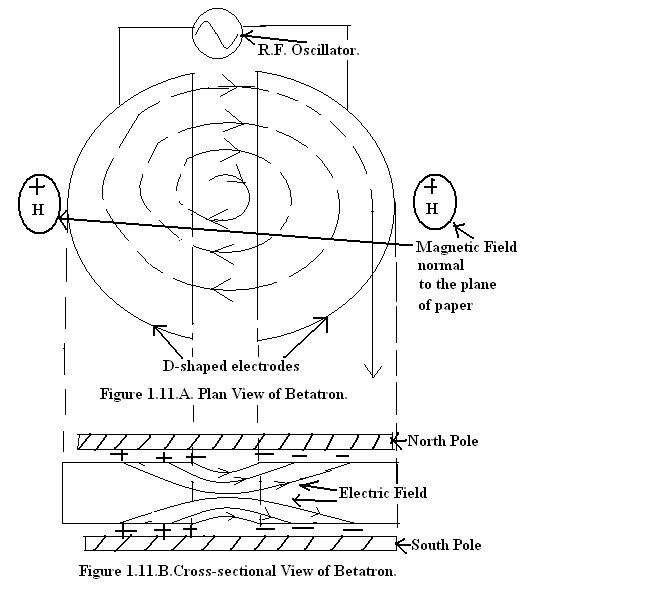 R.F. Oscillator.
+
H
+
H
Magnetic Field
normal
to the plane
of paper
D-shaped electrodes
Figure 1.11.A. Plan View of Betatron.
North Pole
+ + + − − −
Electric Field
+ + + − − −
South Pole
Figure 1.11.B.Cross-sectional View of Betatron.